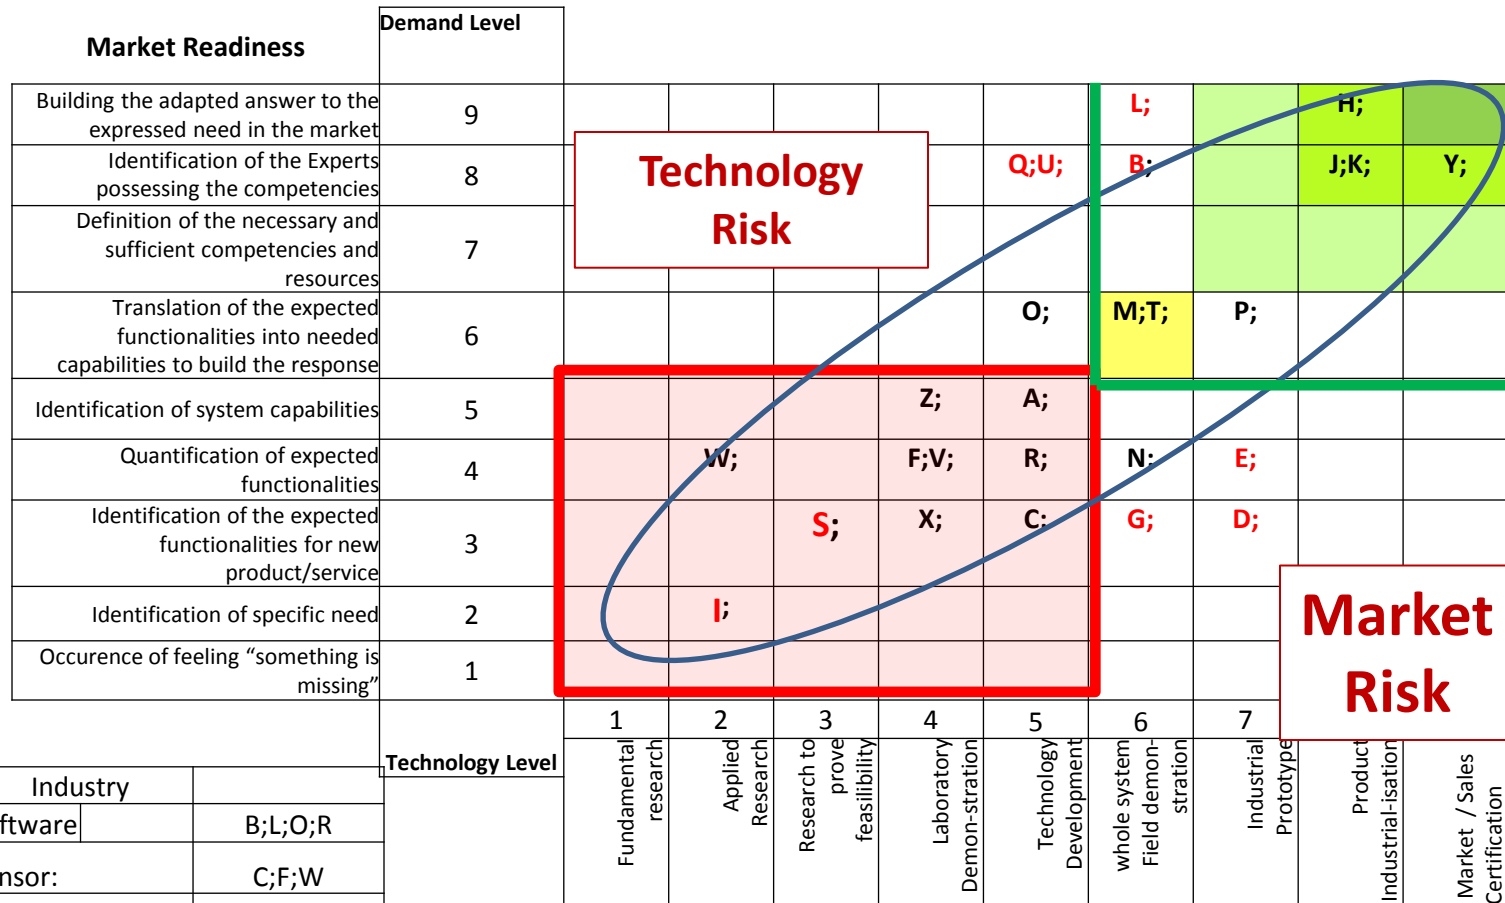 Market Readiness
Demand Level
Building the adapted answer to the
expressed need in the market
9
L;
H;
Identification of the Experts
possessing the competencies
8
Q;U;
B;
J;K;
Y;
Technology
Risk
Definition of the necessary and
sufficient competencies and
resources
7
Translation of the expected
functionalities into needed
capabilities to build the response
6
O;
M;T;
P;
Identification of system capabilities
5
Z;
A;
Quantification of expected
functionalities
4
W;
F;V;
R;
N;
E;
Identification of the expected
functionalities for new
product/service
3
S;
X;
C;
G;
D;
Identification of specific need
2
I;
Market
Risk
Occurence of feeling “something is
missing”
1
1
2
3
4
5
6
7
Technology Level
Fundamental
research
Applied
Research
Research to
prove
feasilibility
Laboratory
Demon-stration
Technology
Development
whole system
Field demon-
stration
Industrial
Prototype
Product
Industrial-isation
Market / Sales
Certification
Industry
ftware
B;L;O;R
nsor:
C;F;W